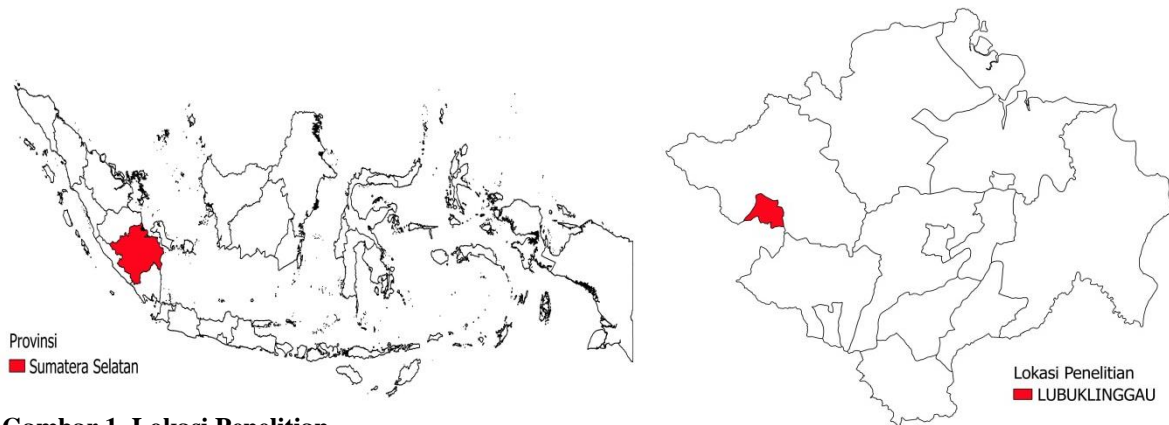 Provinsi
Sumatera Selatan
Lokasi Penelitian
LUBUKLINGGAU
Gambar 1. Lokasi Penelitian